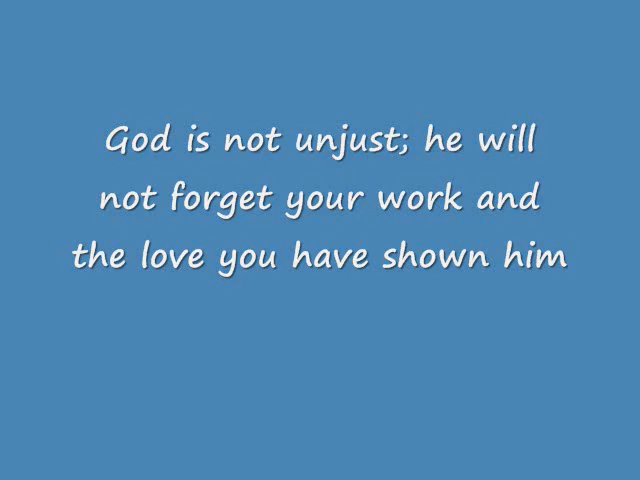 God is not unjust; he will
not forget your work and
the love you have shown him